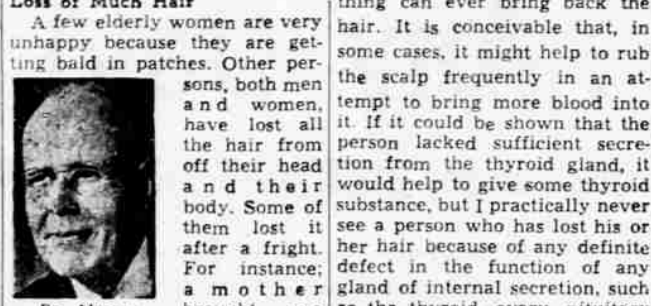 Loss of Much Hair
A few elderly women are very
unhappy because they are get-
ting bald in patches. Other per-
sons, both men
and women,
have lost all
the hair from
off their head
and their
body. Some of
them lost it
after a fright.
For instance;
a mother
thing can ever bring back the
hair. It is conceivable that, in
some cases, it might help to rub
the scalp frequently in an at-
tempt to bring more blood into
it. If it could be shown that the
person lacked sufficient secre-
tion from the thyroid gland, it
would help to give some thyroid
substance, but I practically never
see a person who has lost his or
her hair because of any definite
defect in the function of any
gland of internal secretion, such